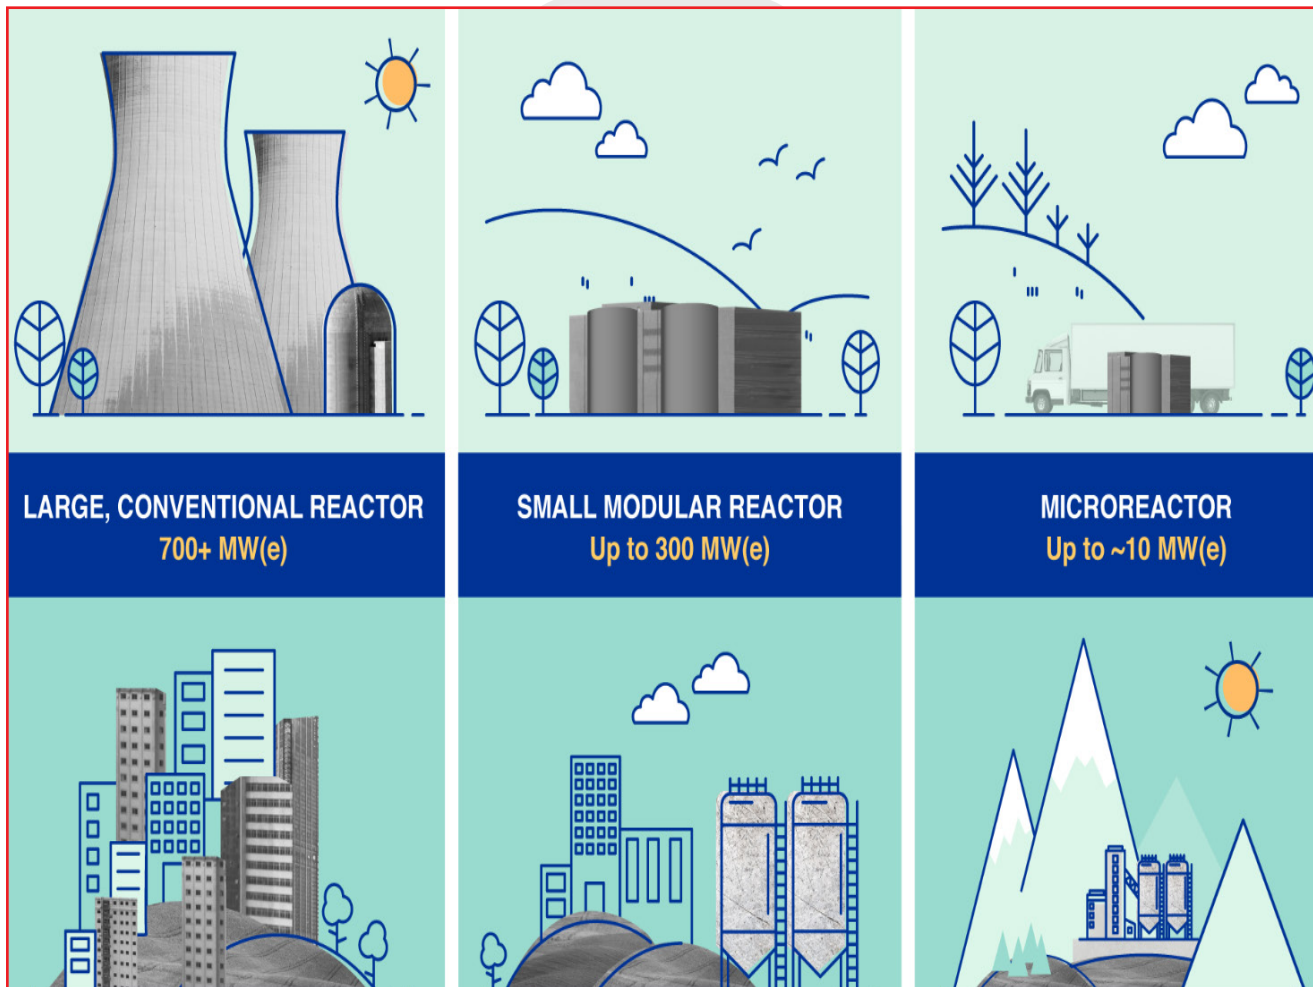 LARGE, CONVENTIONAL REACTOR
700+ MW(e)
SMALL MODULAR REACTOR
Up to 300 MW(e)
MICROREACTOR
Up to ~10 MW(e)